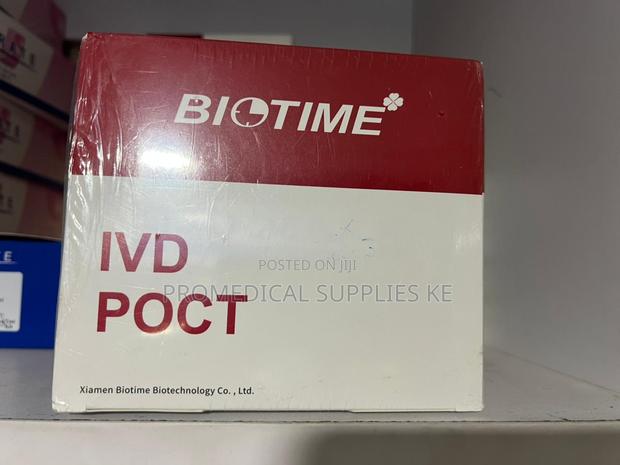 BIOTIME
IVD
POSTED ON JIJI
PROMEDICAL SUPPLIES KE
POCT
Xiamen Biotime Biotechnology Co. , Ltd.